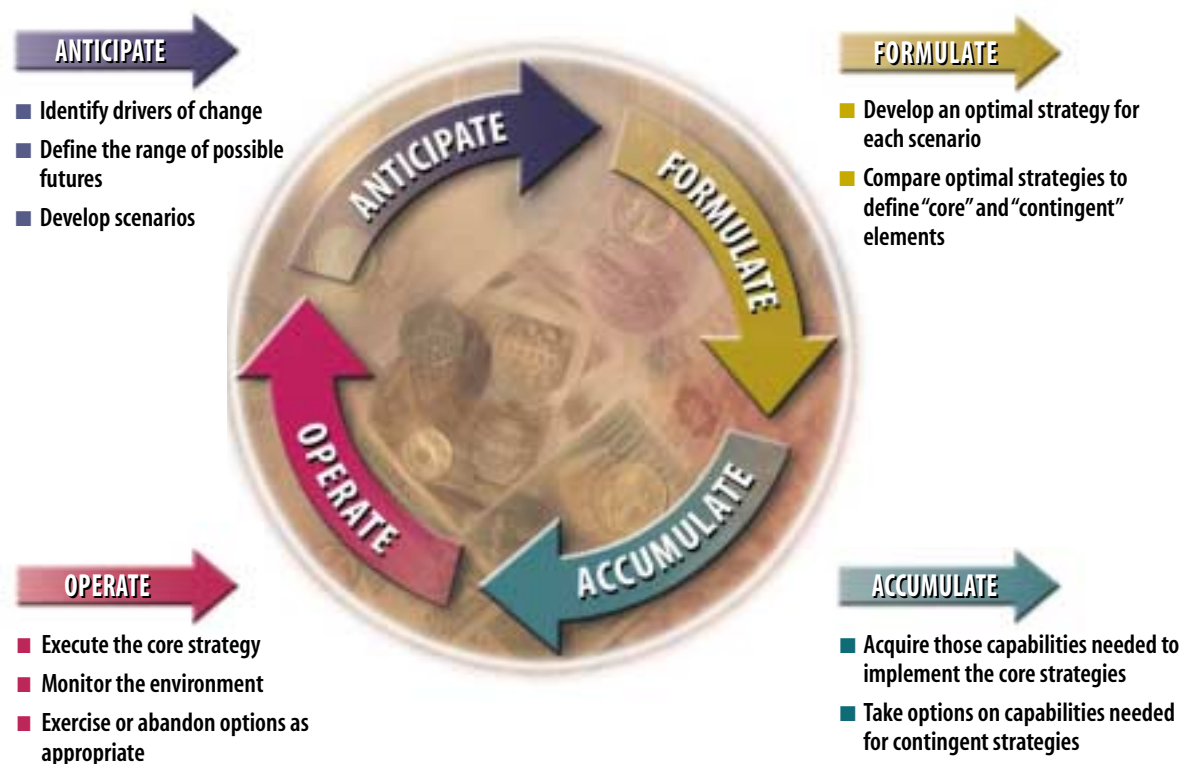 ANTICIPATE
Identify drivers of change
Define the range of possible
futures
Develop scenarios
FORMULATE
Develop an optimal strategy for
each scenario
Compare optimal strategies to
define “core” and “contingent”
elements
ANTICIPATE
FORMULATE
ACCUMULATE
OPERATE
OPERATE
Execute the core strategy
Monitor the environment
Exercise or abandon options as
appropriate
ACCUMULATE
Acquire those capabilities needed to
implement the core strategies
Take options on capabilities needed
for contingent strategies